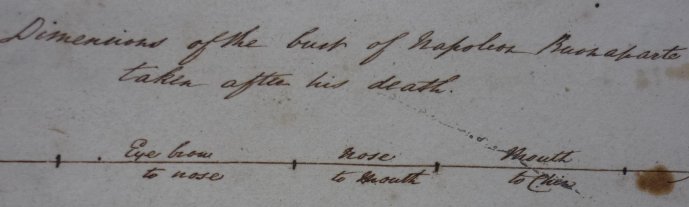 Dimensions of the bust of Napoleon Buonaparte
taken after his death.
Eye brow
to nose
nose
to mouth
Mouth
to Chin